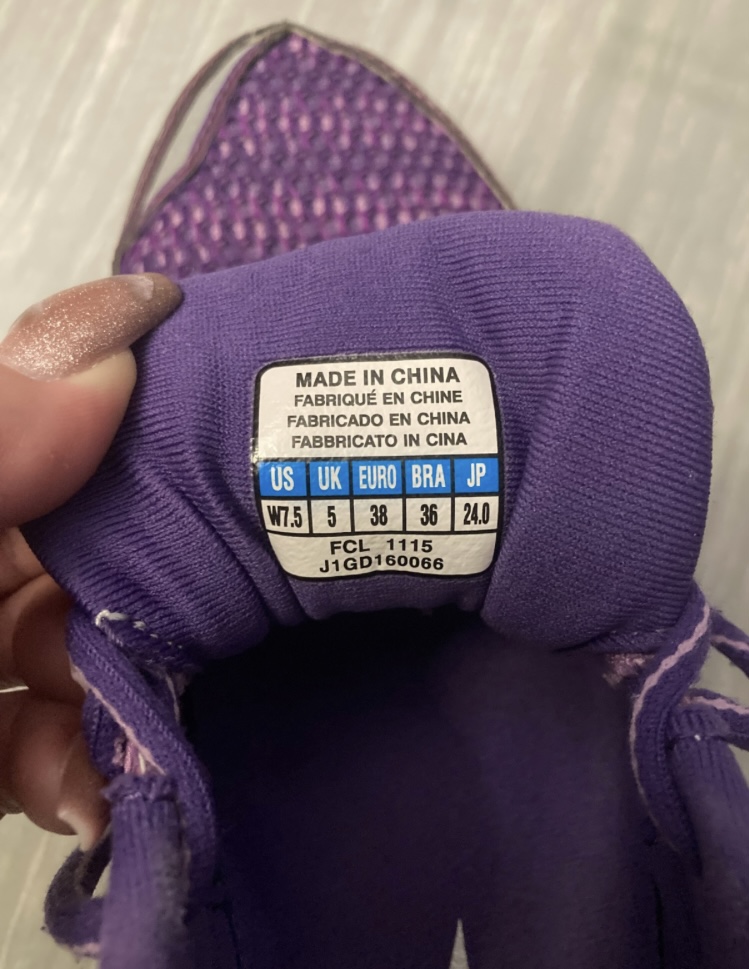 MADE IN CHINA
FABRIQUÉ EN CHINE
FABRICADO EN CHINA
FABBRICATO IN CINA
US UK EURO BRA JP
W7.5 5 38 36 24.0
FCL 1115
J1GD160066